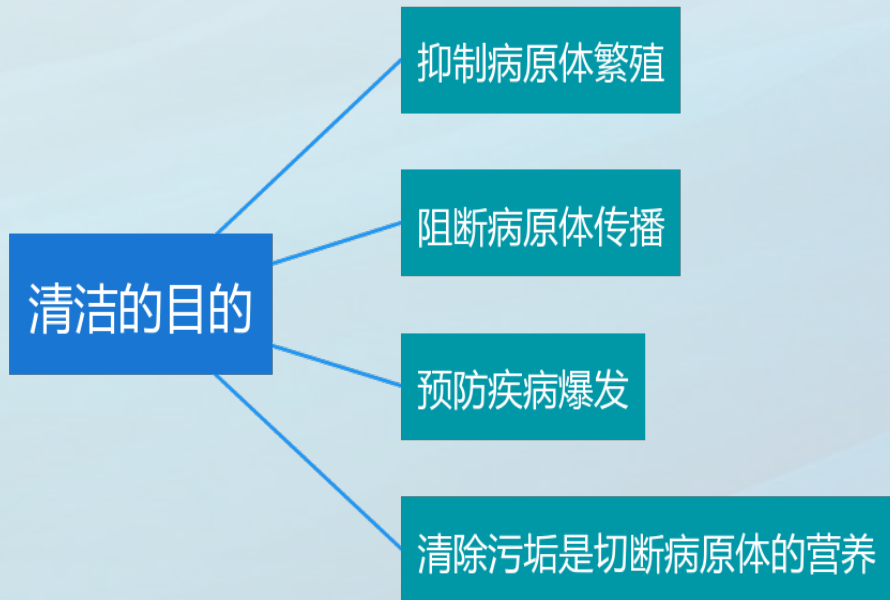 抑制病原体繁殖
阻断病原体传播
清洁的目的
预防疾病爆发
清除污垢是切断病原体的营养